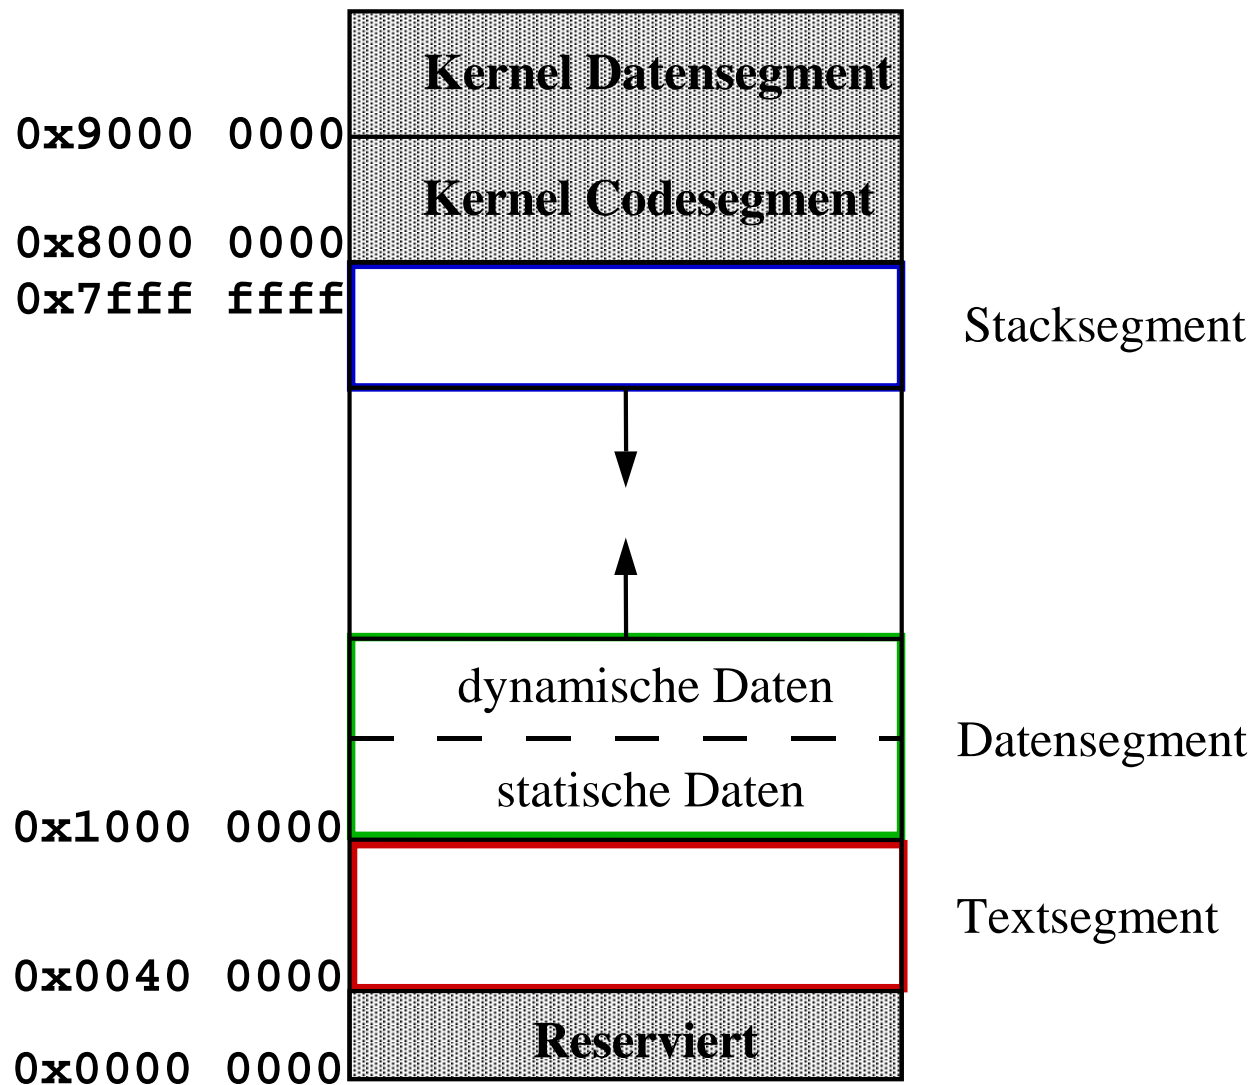 Kernel Datensegment
0x9000 0000
Kernel Codesegment
0x8000 0000
0x7fff ffff
Stacksegment
dynamische Daten
Datensegment
statische Daten
0x1000 0000
Textsegment
0x0040 0000
Reserviert
0x0000 0000